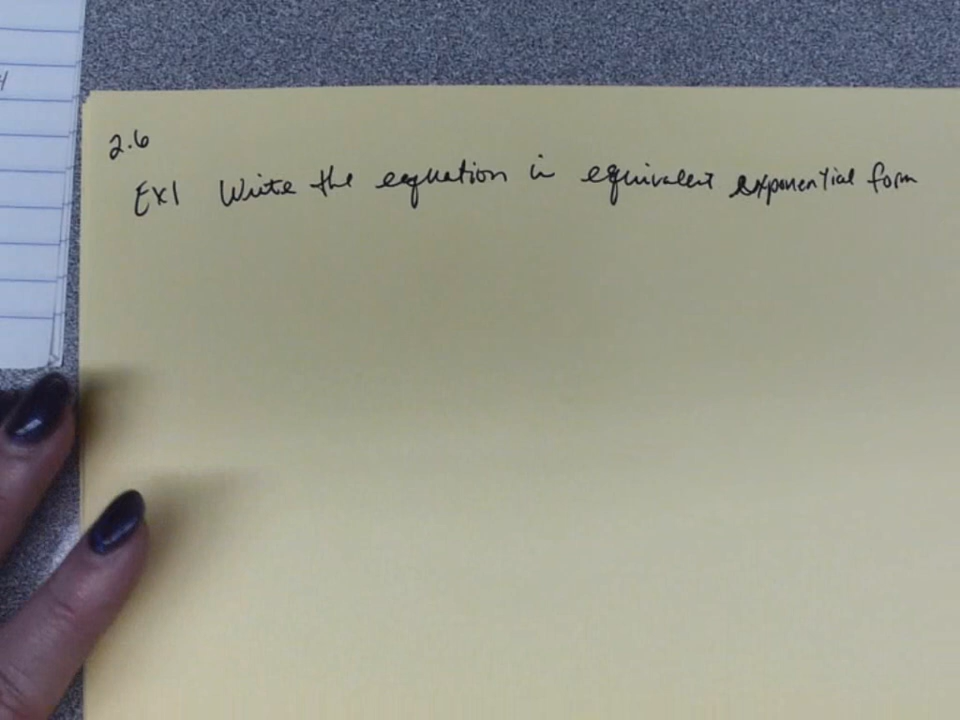 2.6
Ex1 Write the equation in equivalent exponential form